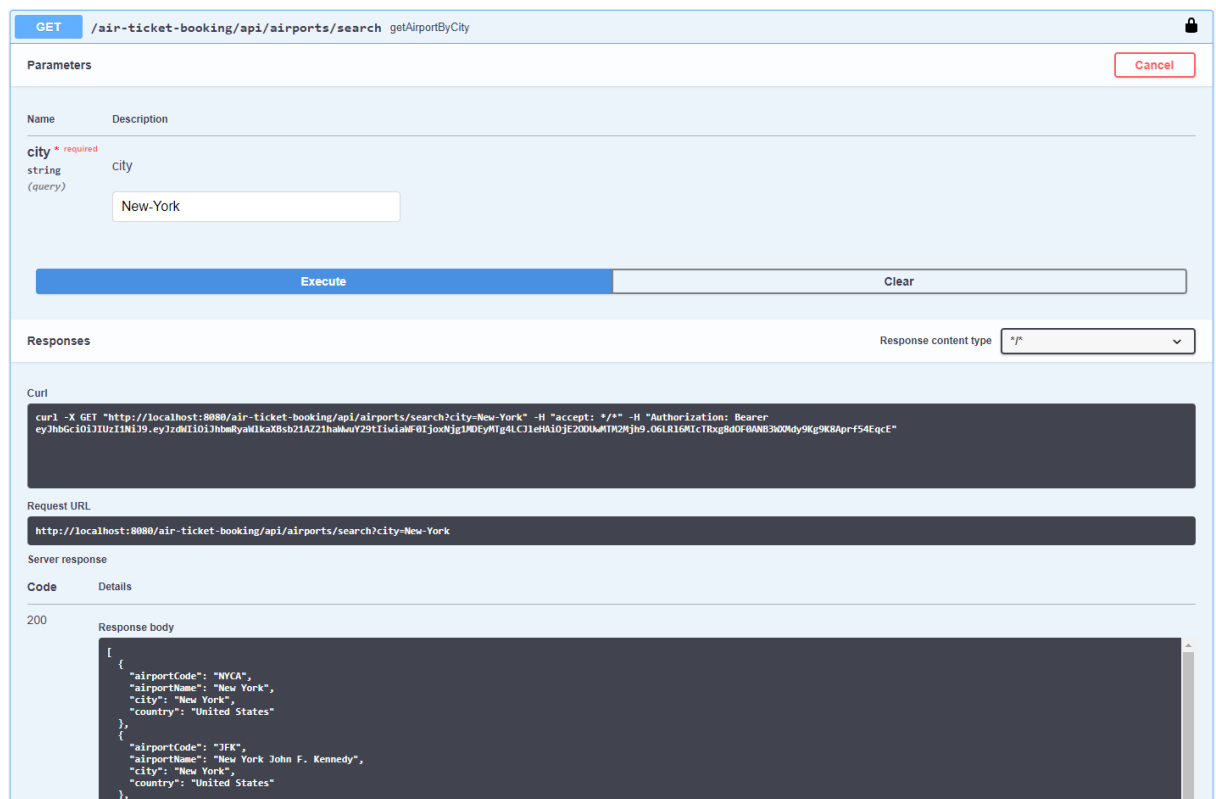 GET /air-ticket-booking/api/airports/search getAirportByCity
Parameters
Cancel
Name Description
city * required
string
(query)
city
New-York
Execute Clear
Responses
Response content type */*
Curl
curl -X GET "http://localhost:8080/air-ticket-booking/api/airports/search?city=New-York" -H "accept: */*" -H "Authorization: Bearer
Request URL
http://localhost:8080/air-ticket-booking/api/airports/search?city=New-York
Server response
Code Details
200
Response body
[
{
"airportCode": "NYCA",
"airportName": "New York",
"city": "New York",
"country": "United States"
},
{
"airportCode": "JFK",
"airportName": "New York John F. Kennedy",
"city": "New York",
"country": "United States"
},